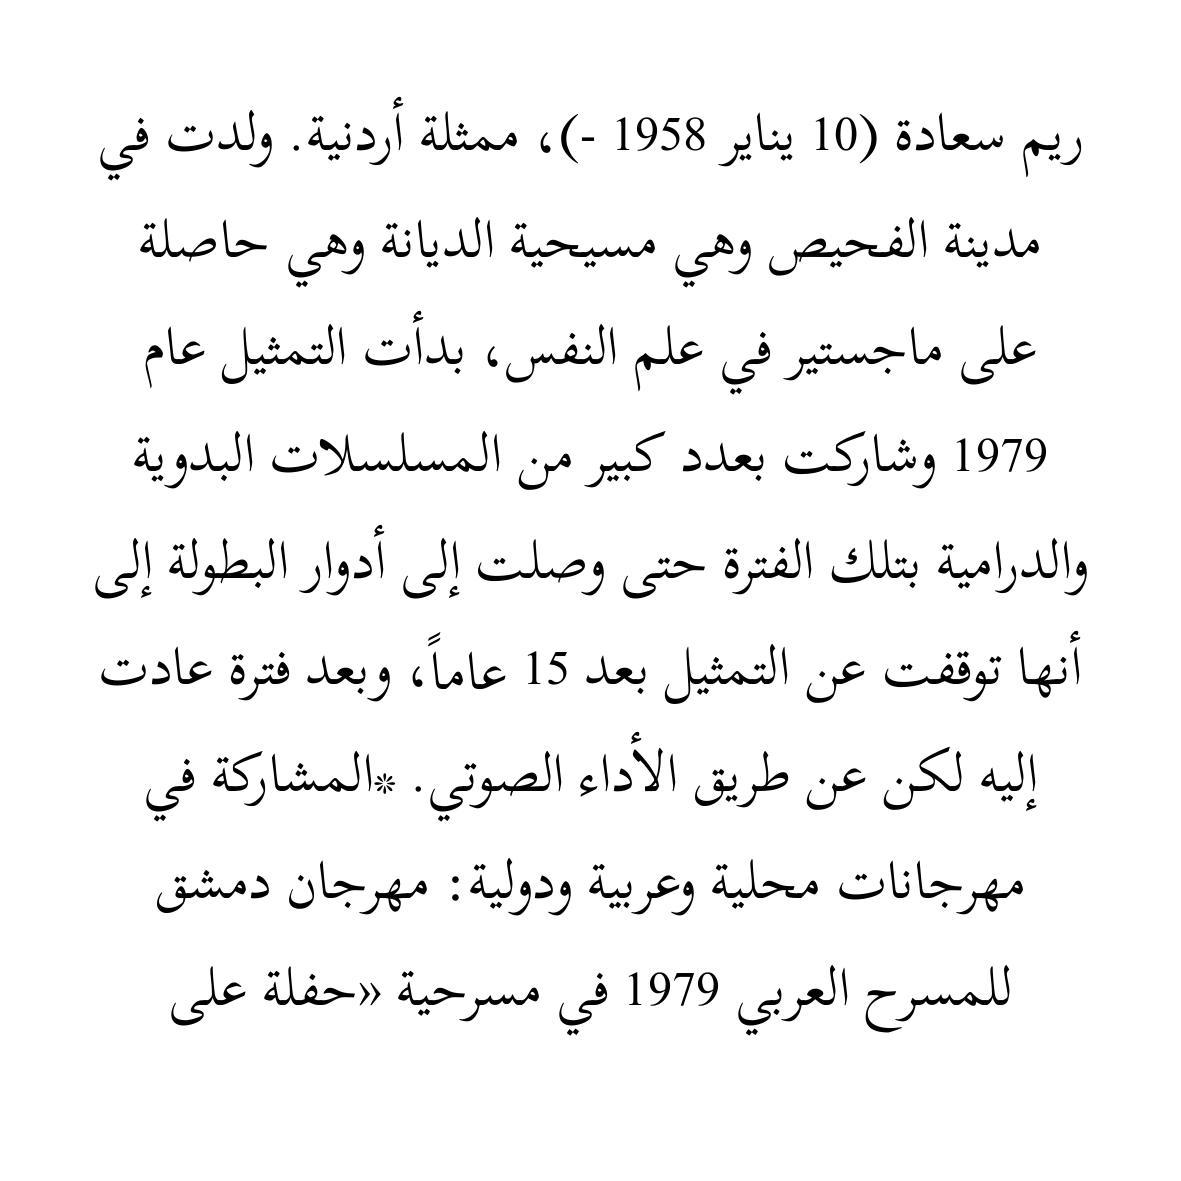 ريم سعادة (10 يناير 1958 -)، ممثلة أردنية. ولدت في
مدينة الفحيص وهي مسيحية الديانة وهي حاصلة
على ماجستير في علم النفس، بدأت التمثيل عام
1979 وشاركت بعدد كبير من المسلسلات البدوية
والدرامية بتلك الفترة حتى وصلت إلى أدوار البطولة إلى
أنها توقفت عن التمثيل بعد 15 عاماً، وبعد فترة عادت
إليه لكن عن طريق الأداء الصوتي. *المشاركة في
مهرجانات محلية وعربية ودولية: مهرجان دمشق
للمسرح العربي 1979 في مسرحية «حفلة على